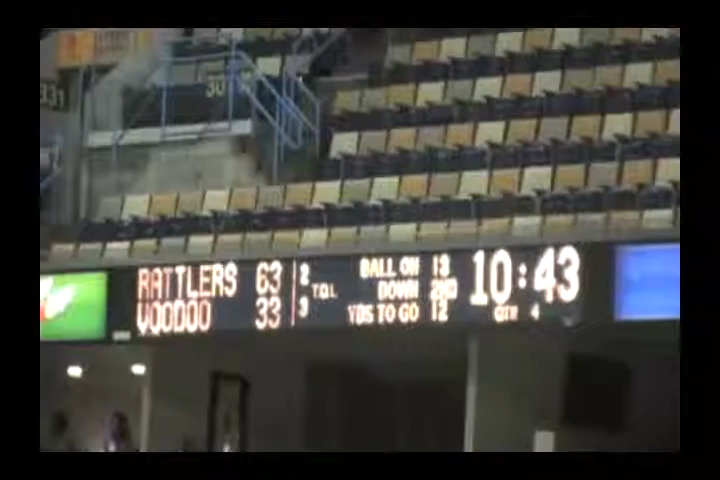 331
30
RATTLERS 63 2 T.O.L BALL ON 13 10:43
VOODOO 33 3 DOWN 2ND
YDS TO GO 12 QTR 4